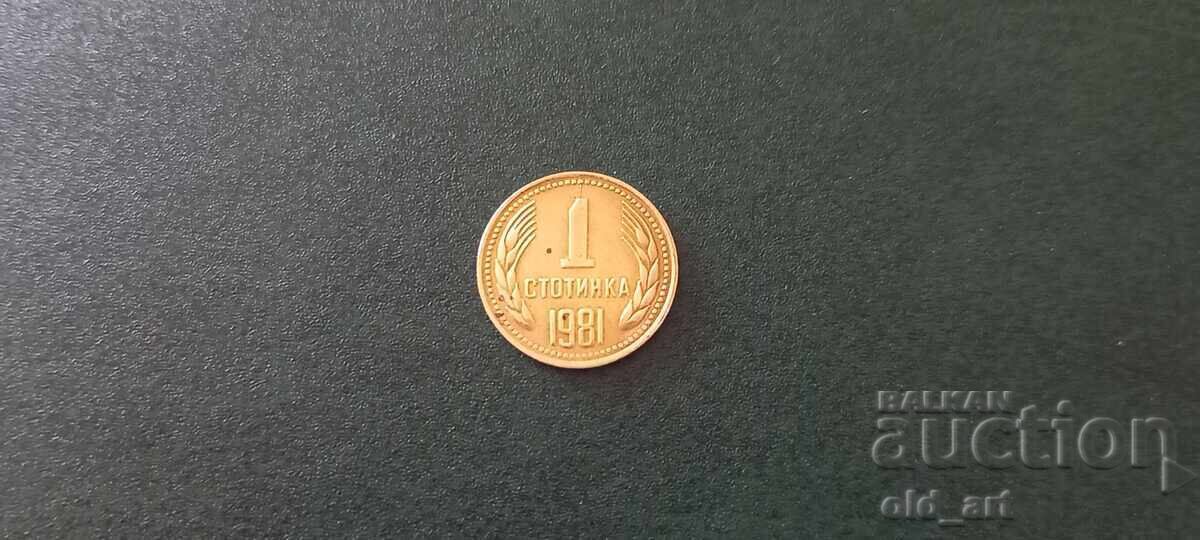 1
СТОТИНКА
1981
BALKAN
auction
old_art